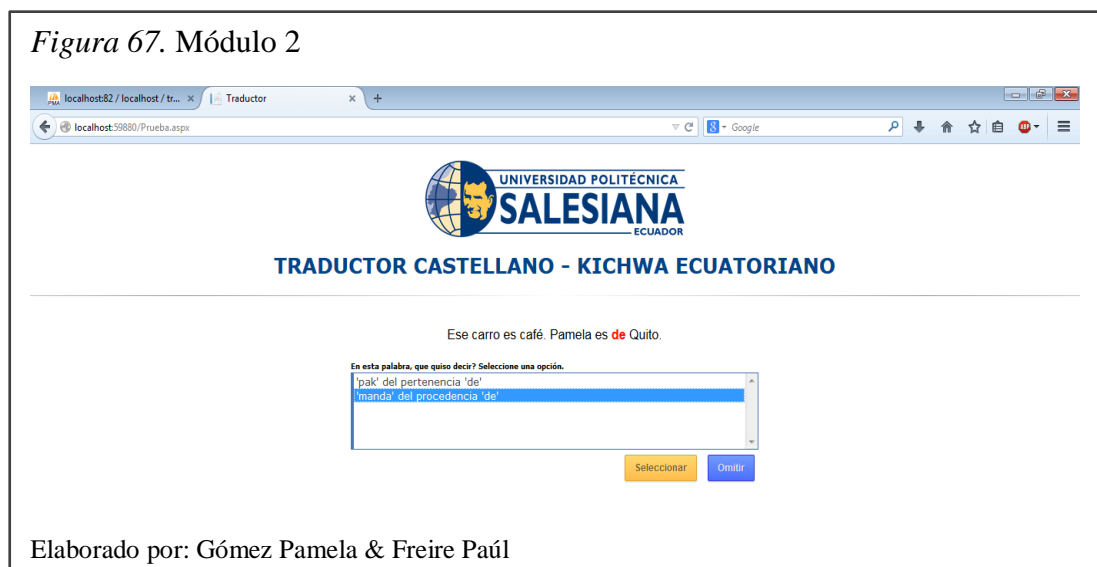 Figura 67. Módulo 2
localhost:82 / localhost / tr... × Traductor × +
localhost:59880/Prueba.aspx Google
UNIVERSIDAD POLITÉCNICA
SALESIANA
ECUADOR
TRADUCTOR CASTELLANO - KICHWA ECUATORIANO
Ese carro es café. Pamela es de Quito.
En esta palabra, que quiso decir? Seleccione una opción.
'pak' del pertenencia 'de'
'manda' del procedencia 'de'
Seleccionar Omitir
Elaborado por: Gómez Pamela & Freire Paúl